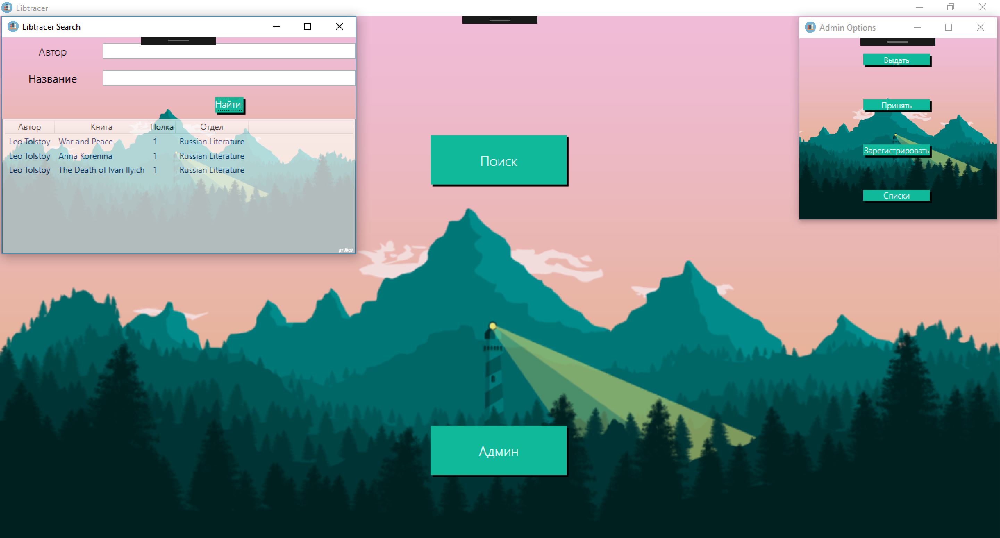 Libtracer
Libtracer Search
Автор
Название
Найти
Автор Книга Полка Отдел
Leo Tolstoy War and Peace 1 Russian Literature
Leo Tolstoy Anna Korenina 1 Russian Literature
Leo Tolstoy The Death of Ivan Ilyich 1 Russian Literature
BY RIOT
Поиск
Админ
Admin Options
Выдать
Принять
Зарегистрировать
Списки